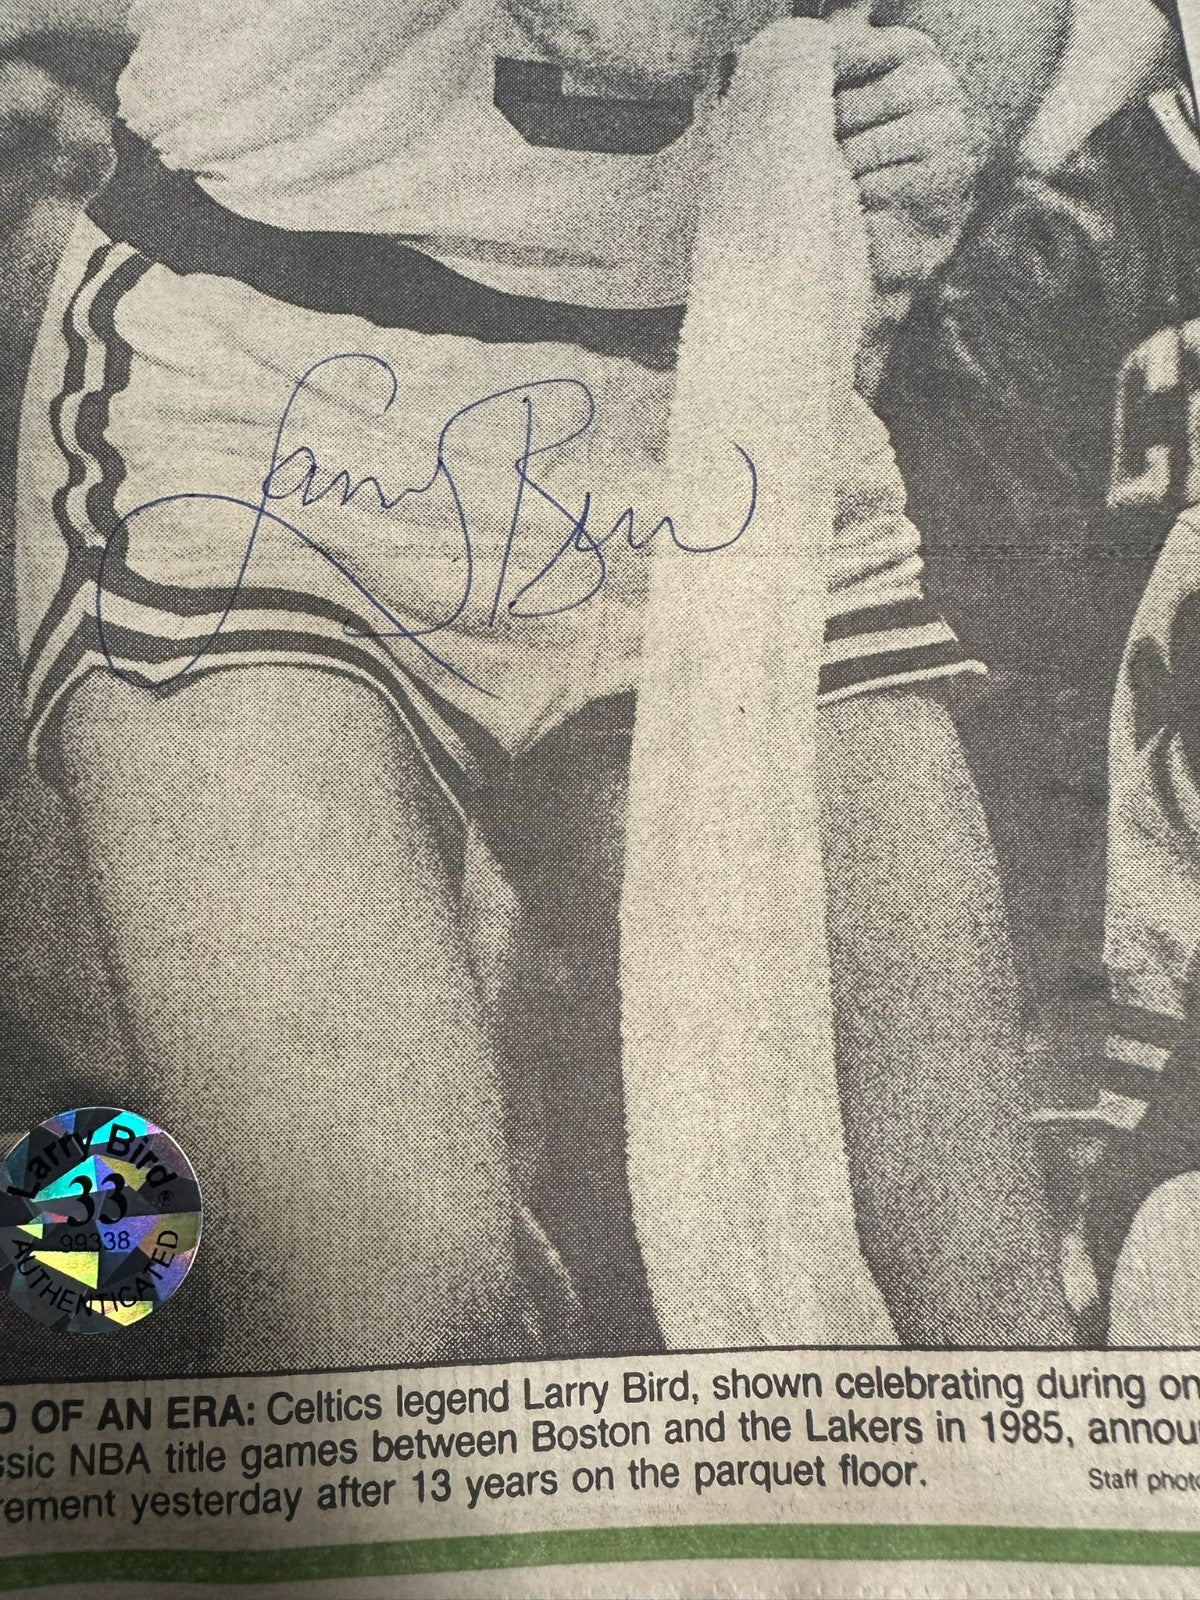 Larry Bird
Larry Bird®
33
99338
AUTHENTICATED
D OF AN ERA: Celtics legend Larry Bird, shown celebrating during on
ssic NBA title games between Boston and the Lakers in 1985, annou
rement yesterday after 13 years on the parquet floor.
Staff photo